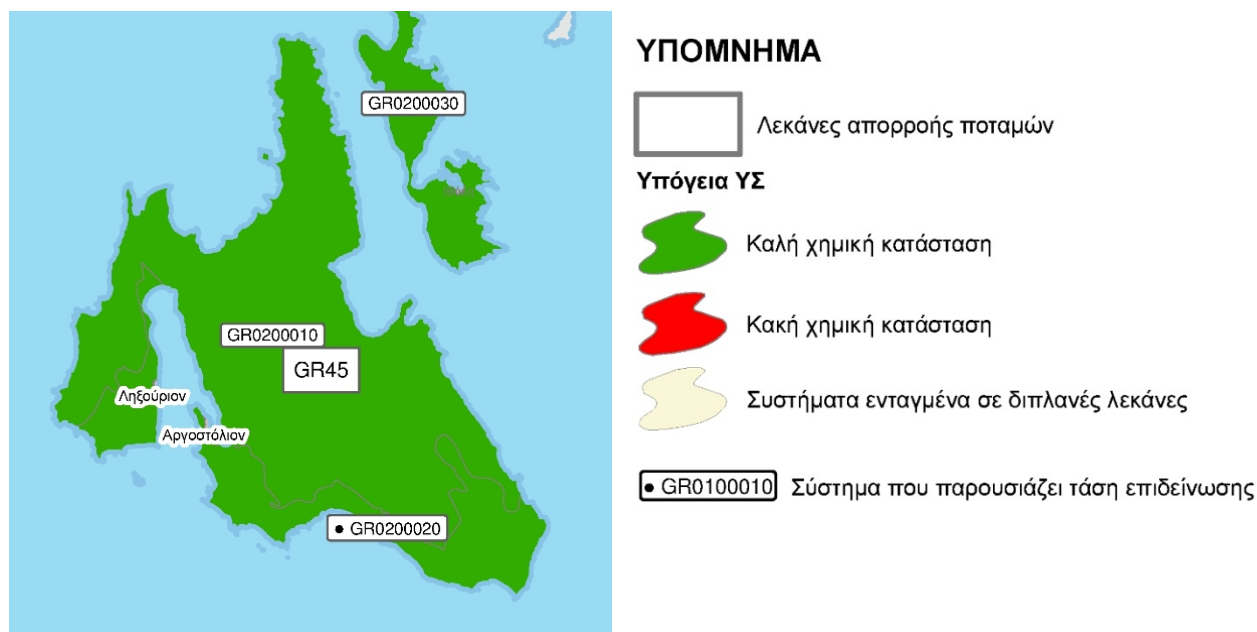 GR0200030
GR0200010
GR45
Ληξούριον
Αργοστόλιον
• GR0200020
ΥΠΟΜΝΗΜΑ
Λεκάνες απορροής ποταμών
Υπόγεια ΥΣ
Καλή χημική κατάσταση
Κακή χημική κατάσταση
Συστήματα ενταγμένα σε διπλανές λεκάνες
• GR0100010 Σύστημα που παρουσιάζει τάση επιδείνωσης